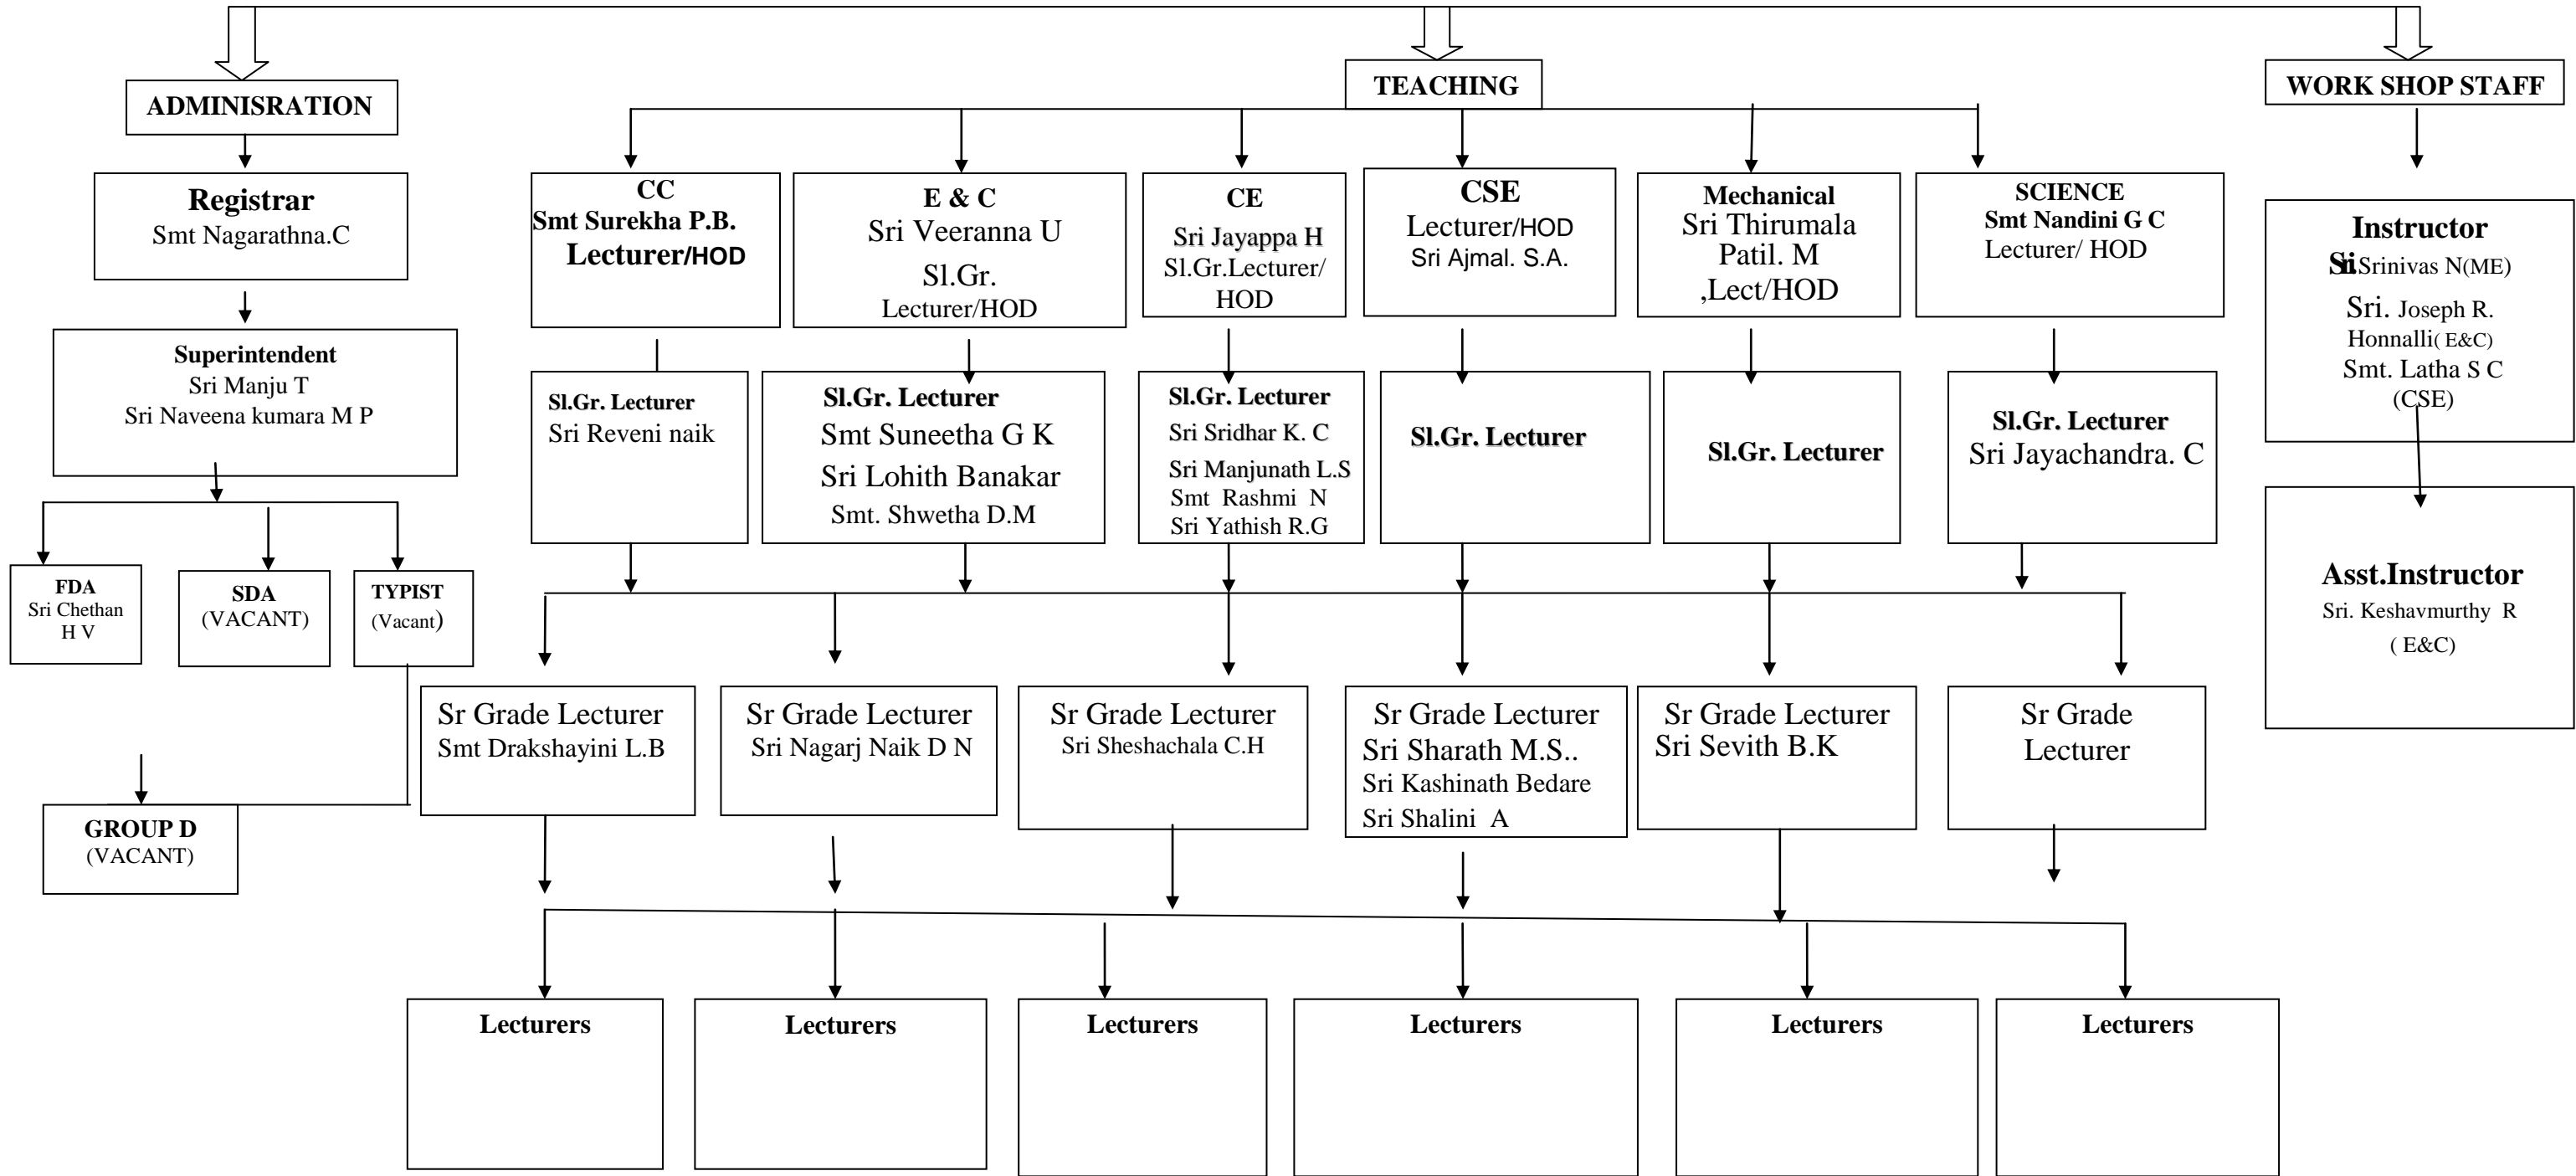 ADMINISRATION
TEACHING
WORK SHOP STAFF
Registrar
Smt Nagarathna.C
CC
Smt Surekha P.B.
Lecturer/HOD
E & C
Sri Veeranna U
Sl.Gr.
Lecturer/HOD
CE
Sri Jayappa H
Sl.Gr.Lecturer/
HOD
CSE
Lecturer/HOD
Sri Ajmal. S.A.
Mechanical
Sri Thirumala
Patil. M
,Lect/HOD
SCIENCE
Smt Nandini G C
Lecturer/ HOD
Instructor
Sri.Srinivas N(ME)
Sri. Joseph R.
Honnalli( E&C)
Smt. Latha S C
(CSE)
Superintendent
Sri Manju T
Sri Naveena kumara M P
Sl.Gr. Lecturer
Sri Reveni naik
Sl.Gr. Lecturer
Smt Suneetha G K
Sri Lohith Banakar
Smt. Shwetha D.M
Sl.Gr. Lecturer
Sri Sridhar K. C
Sri Manjunath L.S
Smt Rashmi N
Sri Yathish R.G
Sl.Gr. Lecturer
Sl.Gr. Lecturer
Sl.Gr. Lecturer
Sri Jayachandra. C
Asst.Instructor
Sri. Keshavmurthy R
( E&C)
FDA
Sri Chethan
H V
SDA
(VACANT)
TYPIST
(Vacant)
GROUP D
(VACANT)
Sr Grade Lecturer
Smt Drakshayini L.B
Sr Grade Lecturer
Sri Nagarj Naik D N
Sr Grade Lecturer
Sri Sheshachala C.H
Sr Grade Lecturer
Sri Sharath M.S..
Sri Kashinath Bedare
Sri Shalini A
Sr Grade Lecturer
Sri Sevith B.K
Sr Grade
Lecturer
Lecturers
Lecturers
Lecturers
Lecturers
Lecturers
Lecturers